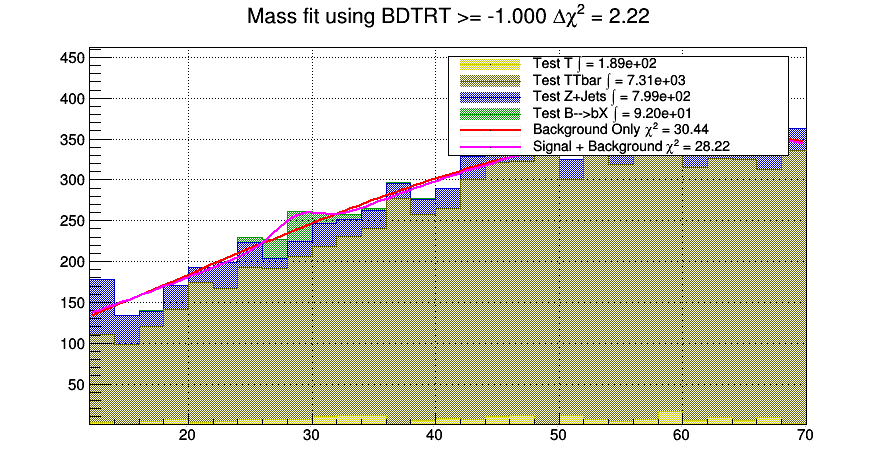 Mass fit using BDTRT >= -1.000 Δχ² = 2.22
Test T ∫ = 1.89e+02
Test TTbar ∫ = 7.31e+03
Test Z+Jets ∫ = 7.99e+02
Test B-->bX ∫ = 9.20e+01
Background Only χ² = 30.44
Signal + Background χ² = 28.22
450
400
350
300
250
200
150
100
50
20 30 40 50 60 70